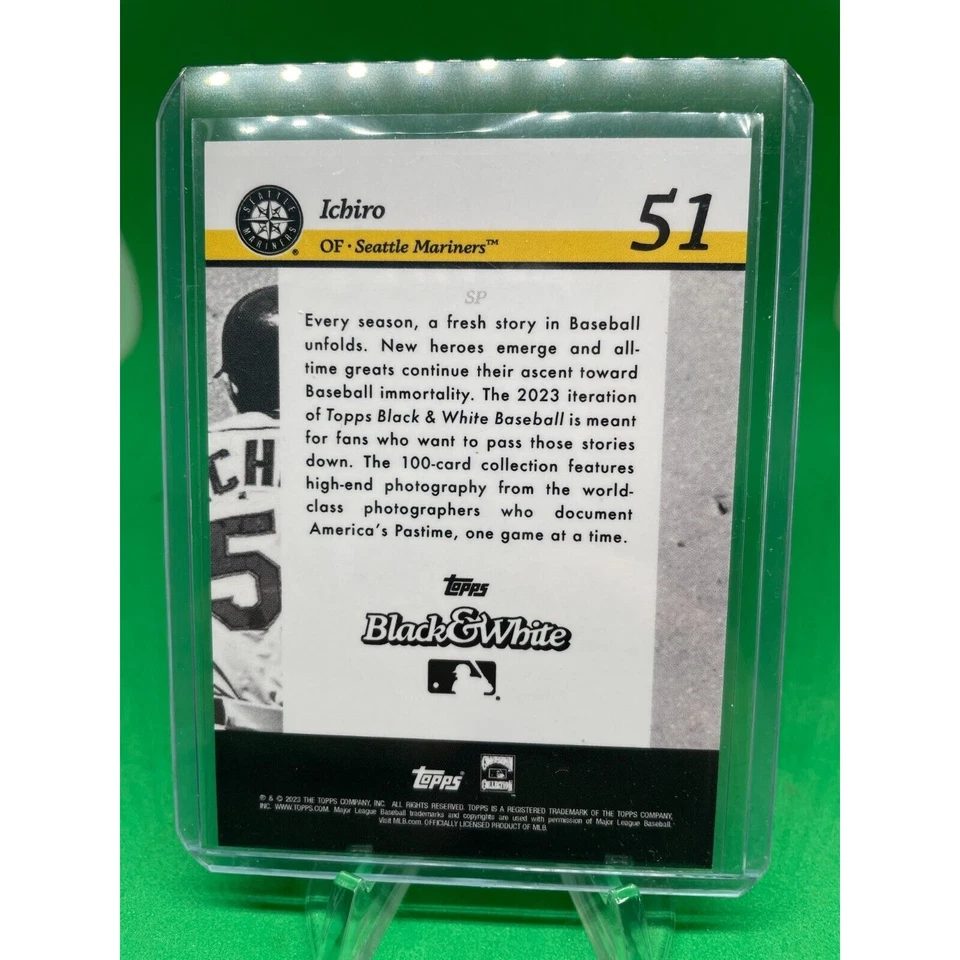 SEATTLE MARINERS ®
Ichiro
51
OF · Seattle Mariners™
SP
Every season, a fresh story in Baseball
unfolds. New heroes emerge and all-
time greats continue their ascent toward
Baseball immortality. The 2023 iteration
of Topps Black & White Baseball is meant
for fans who want to pass those stories
down. The 100-card collection features
high-end photography from the world-
class photographers who document
America's Pastime, one game at a time.
CH
5
topps
Black & White
topps
® & © 2023 THE TOPPS COMPANY, INC. ALL RIGHTS RESERVED. TOPPS IS A REGISTERED TRADEMARK OF THE TOPPS COMPANY,
INC. WWW.TOPPS.COM. Major League Baseball trademarks and copyrights are used with permission of Major League Baseball.
Visit MLB.com. OFFICIALLY LICENSED PRODUCT OF MLB.